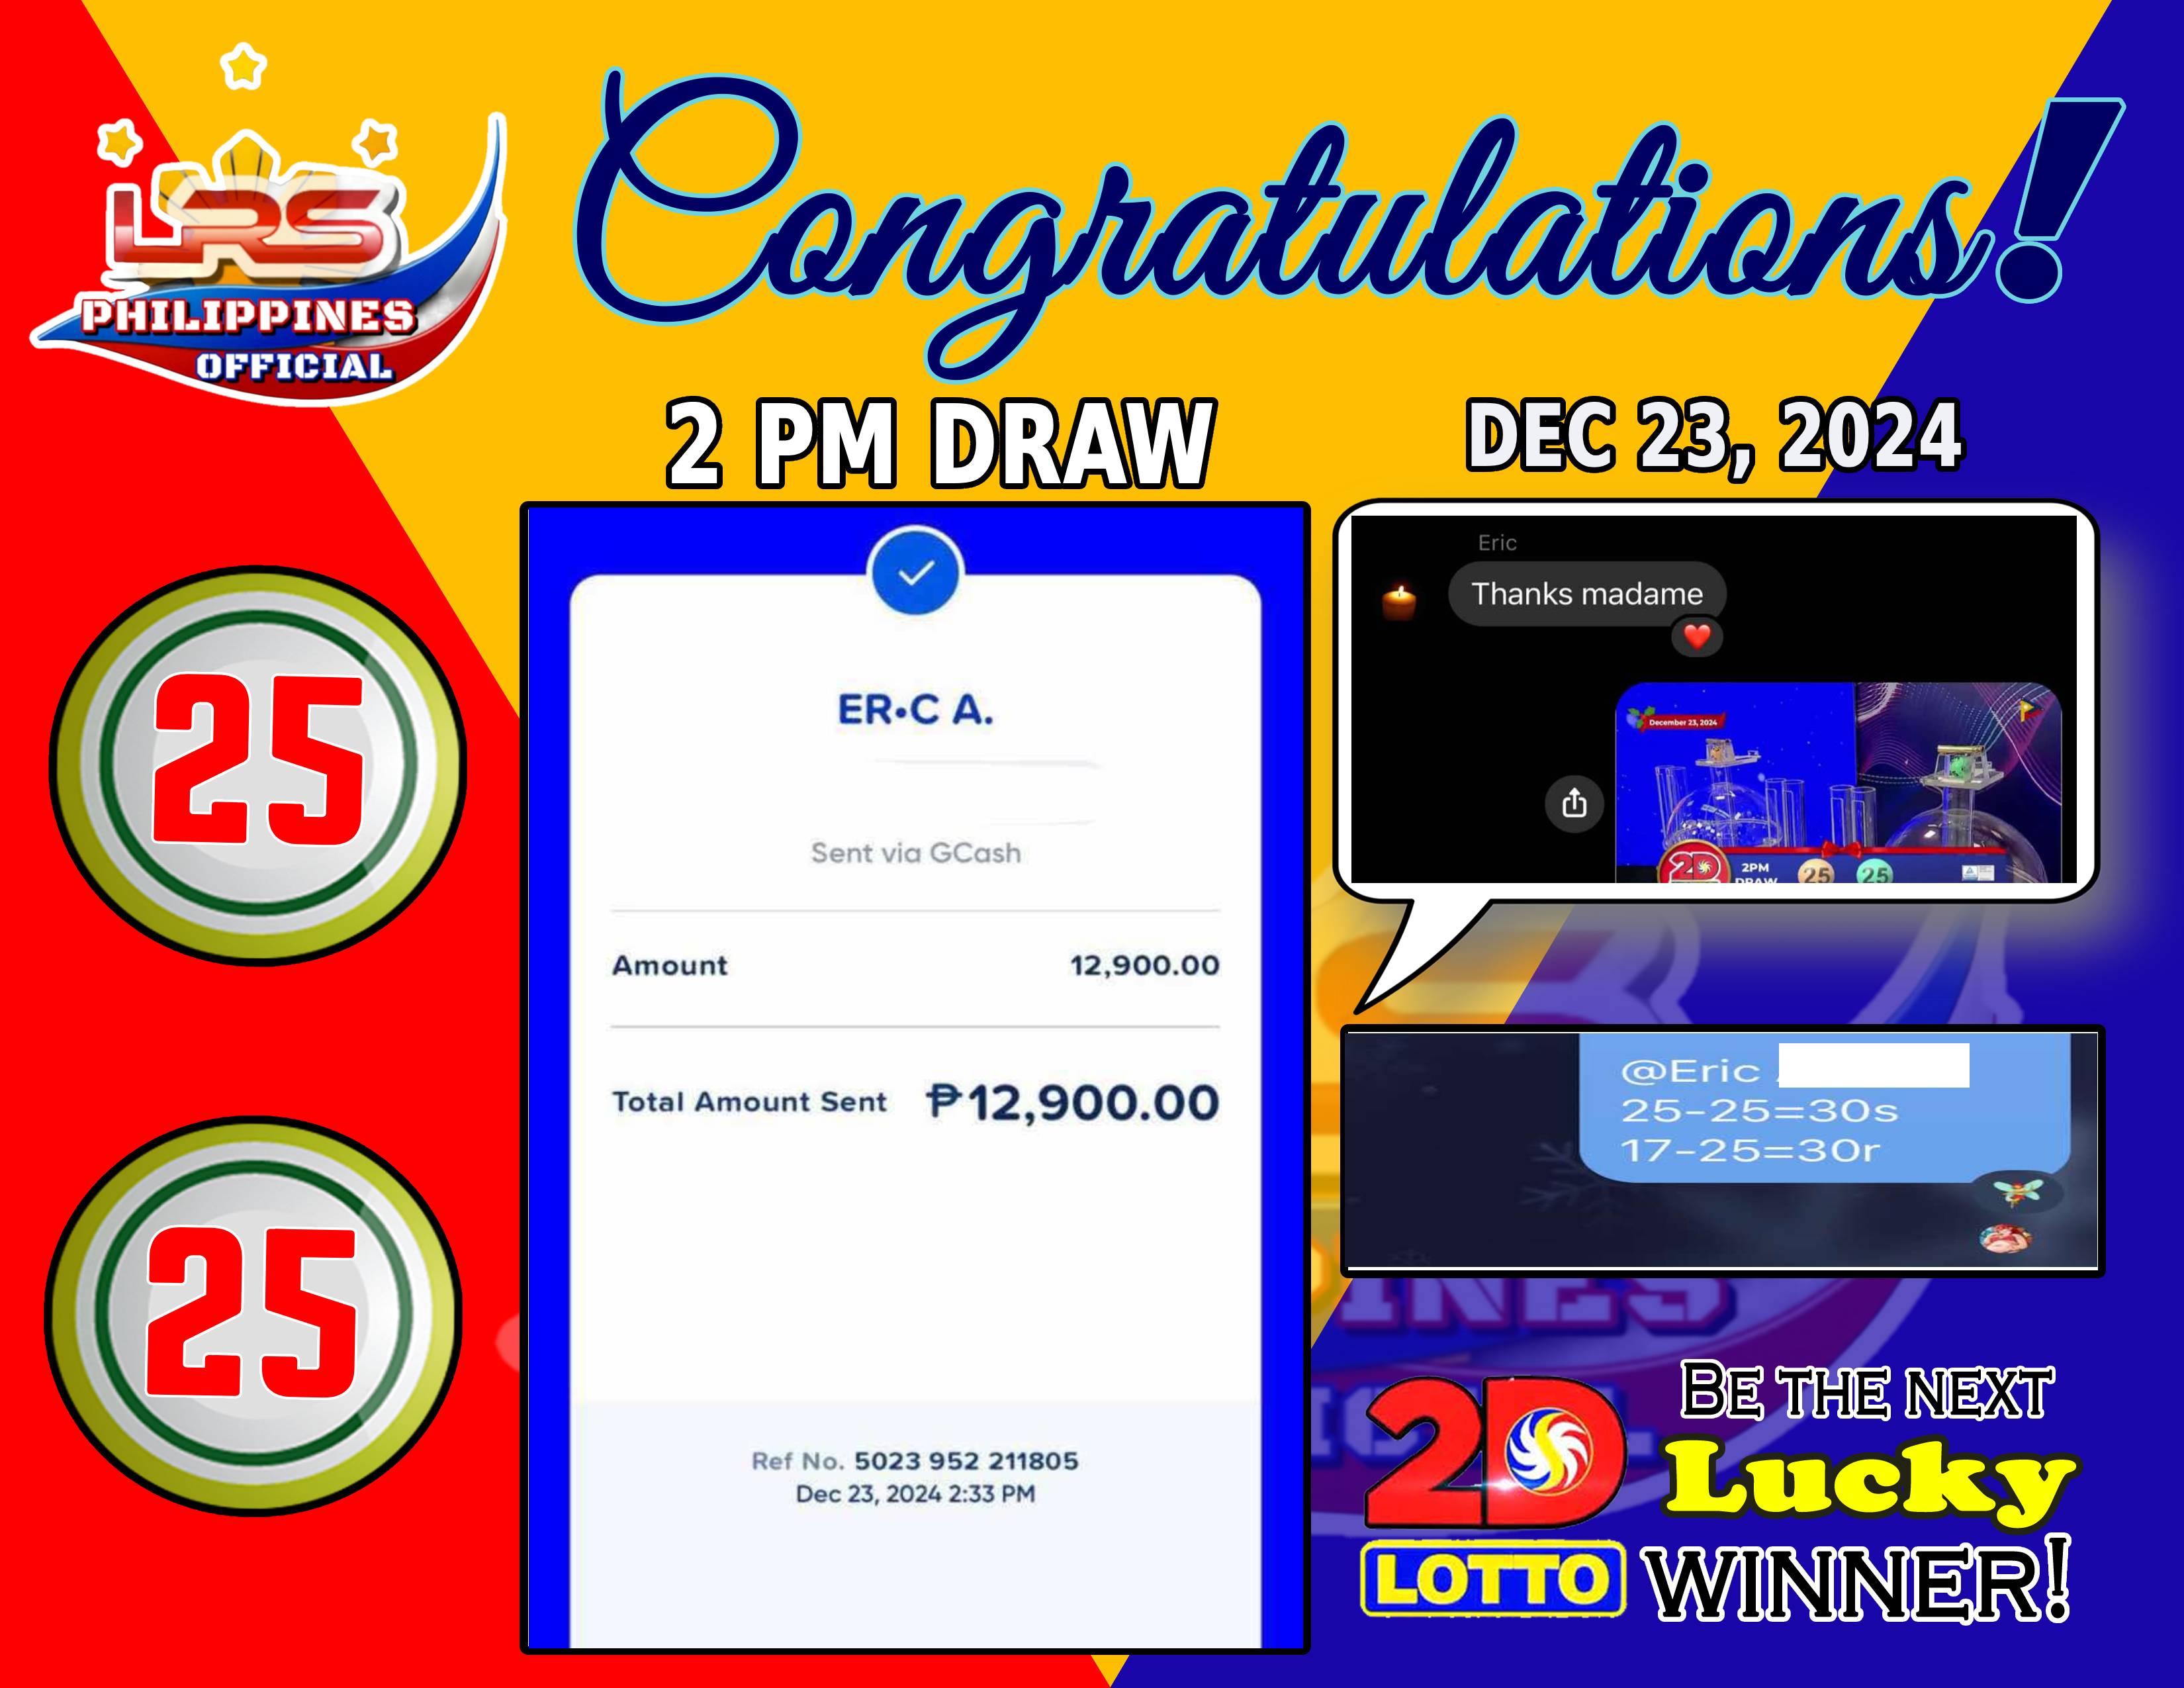 LRS
PHILIPPINES
OFFICIAL
Congratulations!
2 PM DRAW
DEC 23, 2024
25
25
ER•C A.
Sent via GCash
Amount 12,900.00
Total Amount Sent ₱12,900.00
Ref No. 5023 952 211805
Dec 23, 2024 2:33 PM
Eric
Thanks madame
December 23, 2024
2D
2PM
DRAW
25 25
@Eric
25-25=30s
17-25=30r
2D
LOTTO
BE THE NEXT
Lucky
WINNER!